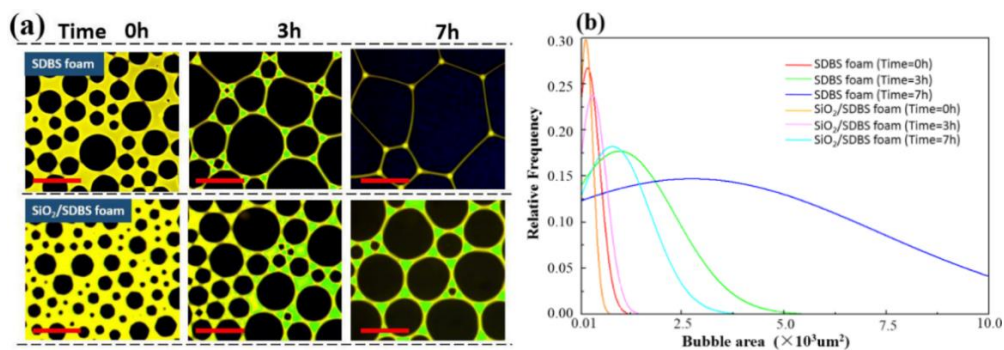 (a) Time 0h 3h 7h
SDBS foam
SiO2/SDBS foam
(b)
Relative Frequency
0.30
0.25
0.20
0.15
0.10
0.05
0.00
0.01 2.5 5.0 7.5 10.0
Bubble area (×10³um²)
SDBS foam (Time=0h)
SDBS foam (Time=3h)
SDBS foam (Time=7h)
SiO₂/SDBS foam (Time=0h)
SiO₂/SDBS foam (Time=3h)
SiO₂/SDBS foam (Time=7h)